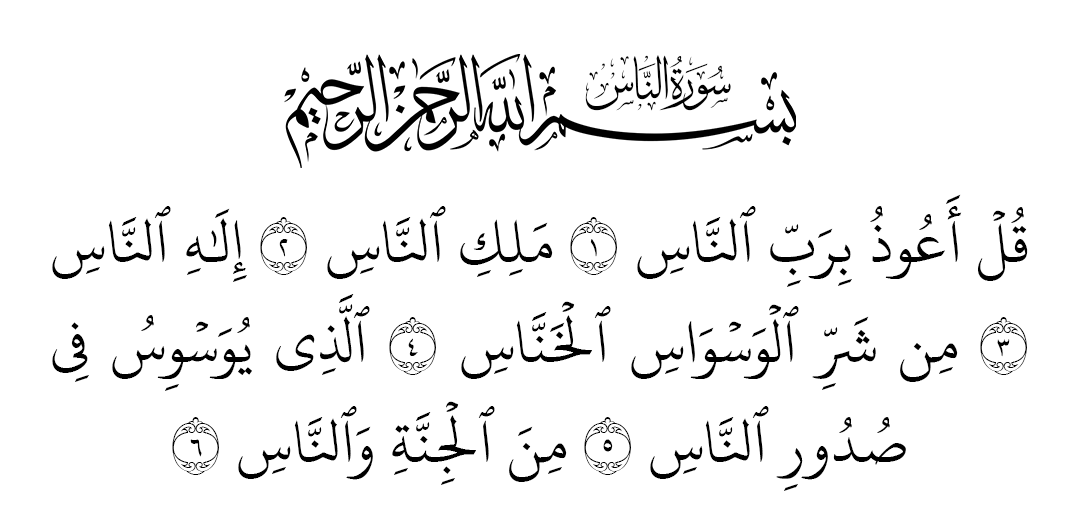 سُورَةُ النَّاسِ
بِسْمِ اللَّهِ الرَّحْمَٰنِ الرَّحِيمِ
قُلۡ أَعُوذُ بِرَبِّ ٱلنَّاسِ ١ مَلِكِ ٱلنَّاسِ ٢ إِلَٰهِ ٱلنَّاسِ
٣ مِن شَرِّ ٱلۡوَسۡوَاسِ ٱلۡخَنَّاسِ ٤ ٱلَّذِى يُوَسۡوِسُ فِى
صُدُورِ ٱلنَّاسِ ٥ مِنَ ٱلۡجِنَّةِ وَٱلنَّاسِ ٦